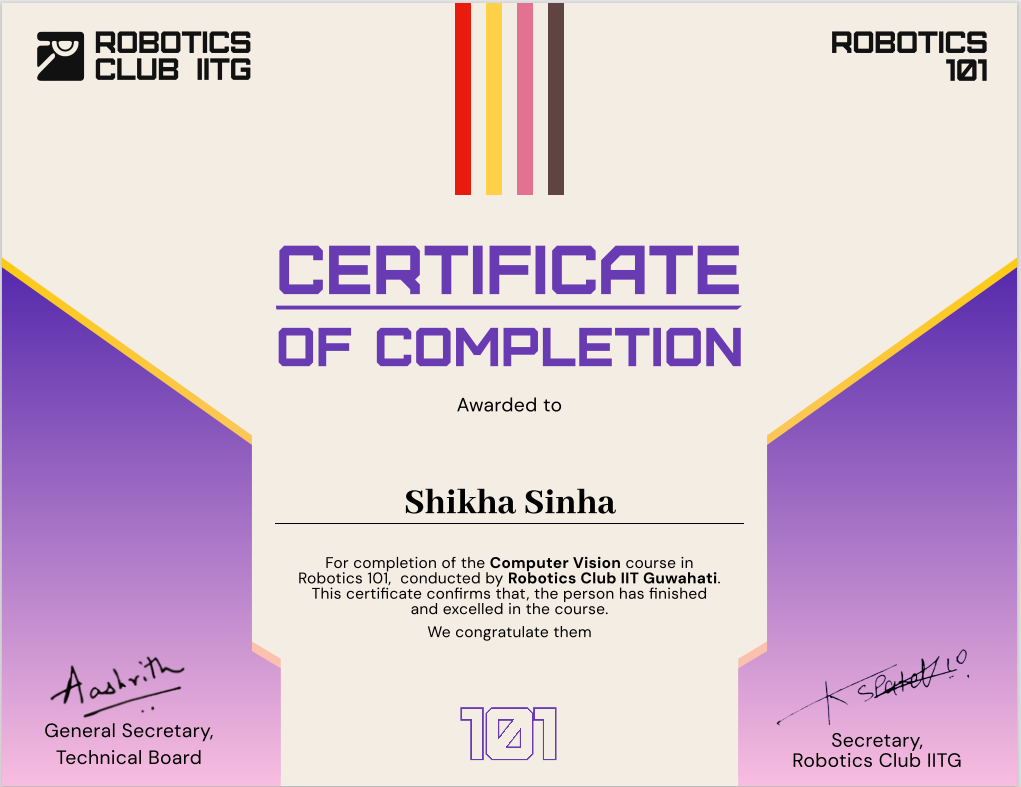 ROBOTICS
CLUB IITG
ROBOTICS
101
CERTIFICATE
OF COMPLETION
Awarded to
Shikha Sinha
For completion of the Computer Vision course in
Robotics 101, conducted by Robotics Club IIT Guwahati.
This certificate confirms that, the person has finished
and excelled in the course.
We congratulate them
Aashrith
General Secretary,
Technical Board
101
Secretary,
Robotics Club IITG